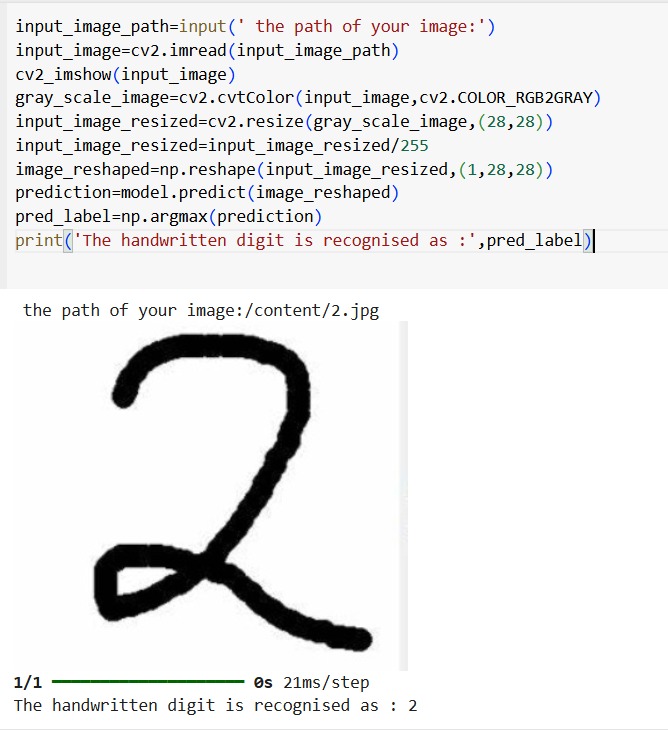 input_image_path=input(' the path of your image:')
input_image=cv2.imread(input_image_path)
cv2_imshow(input_image)
gray_scale_image=cv2.cvtColor(input_image,cv2.COLOR_RGB2GRAY)
input_image_resized=cv2.resize(gray_scale_image,(28,28))
input_image_resized=input_image_resized/255
image_reshaped=np.reshape(input_image_resized,(1,28,28))
prediction=model.predict(image_reshaped)
pred_label=np.argmax(prediction)
print('The handwritten digit is recognised as :',pred_label)
the path of your image:/content/2.jpg
2
1/1 ━━━━━━━━━━━━━━━━━━━━ 0s 21ms/step
The handwritten digit is recognised as : 2